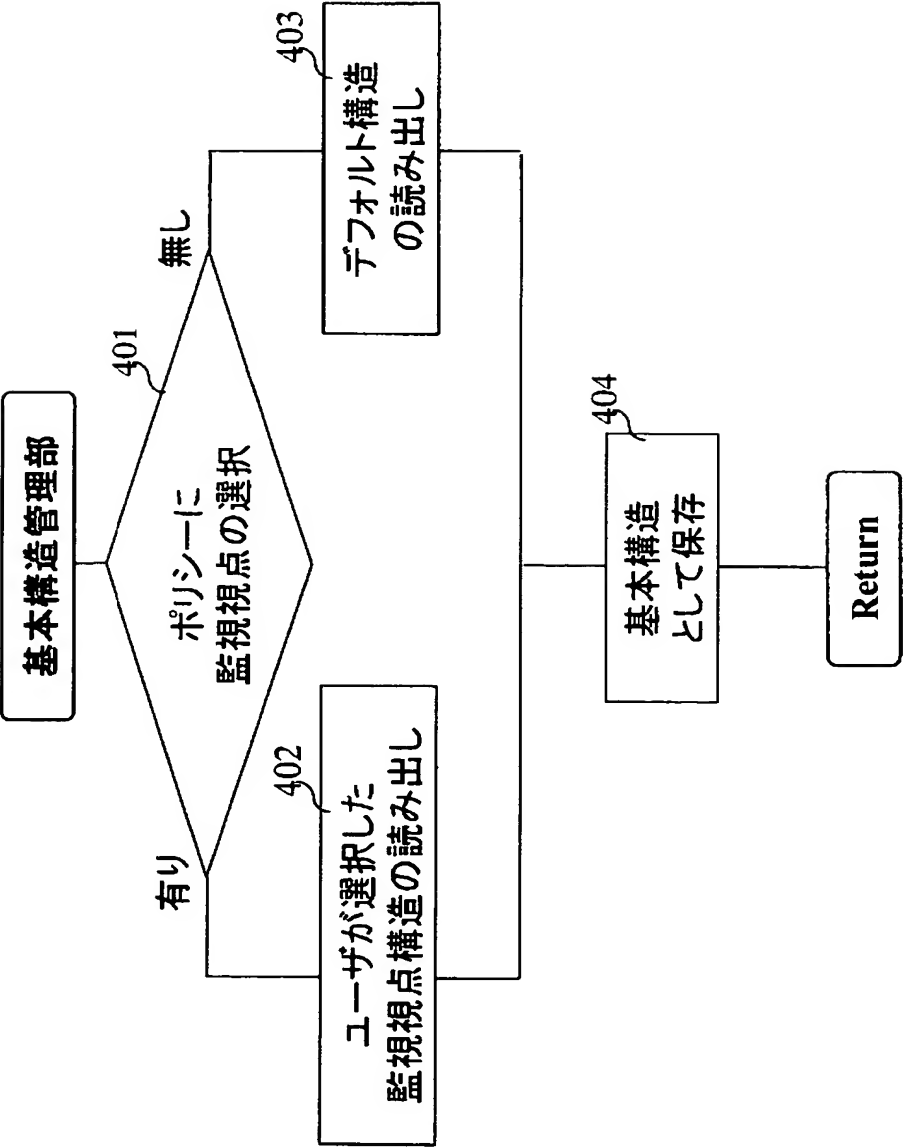 基本構造管理部
401
ポリシーに
監視視点の選択
有り
無し
402
ユーザが選択した
監視視点構造の読み出し
403
デフォルト構造
の読み出し
404
基本構造
として保存
Return